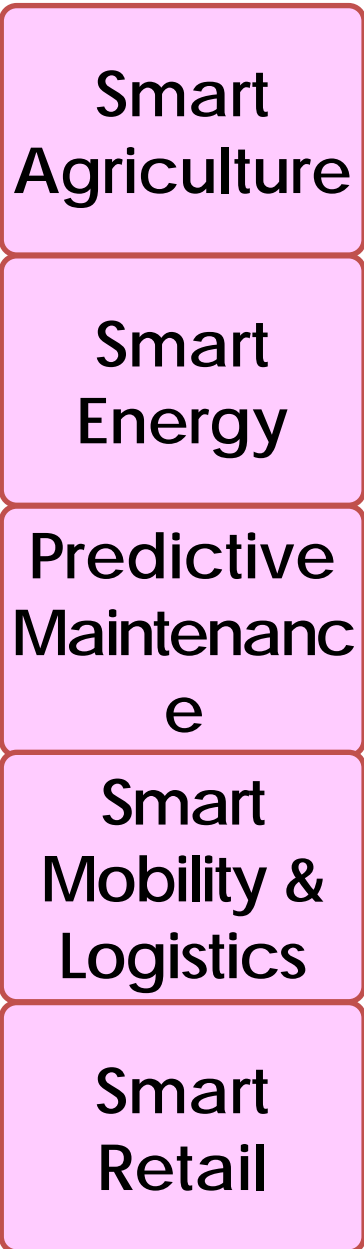 Smart
Agriculture
Smart
Energy
Predictive
Maintenanc
e
Smart
Mobility &
Logistics
Smart
Retail